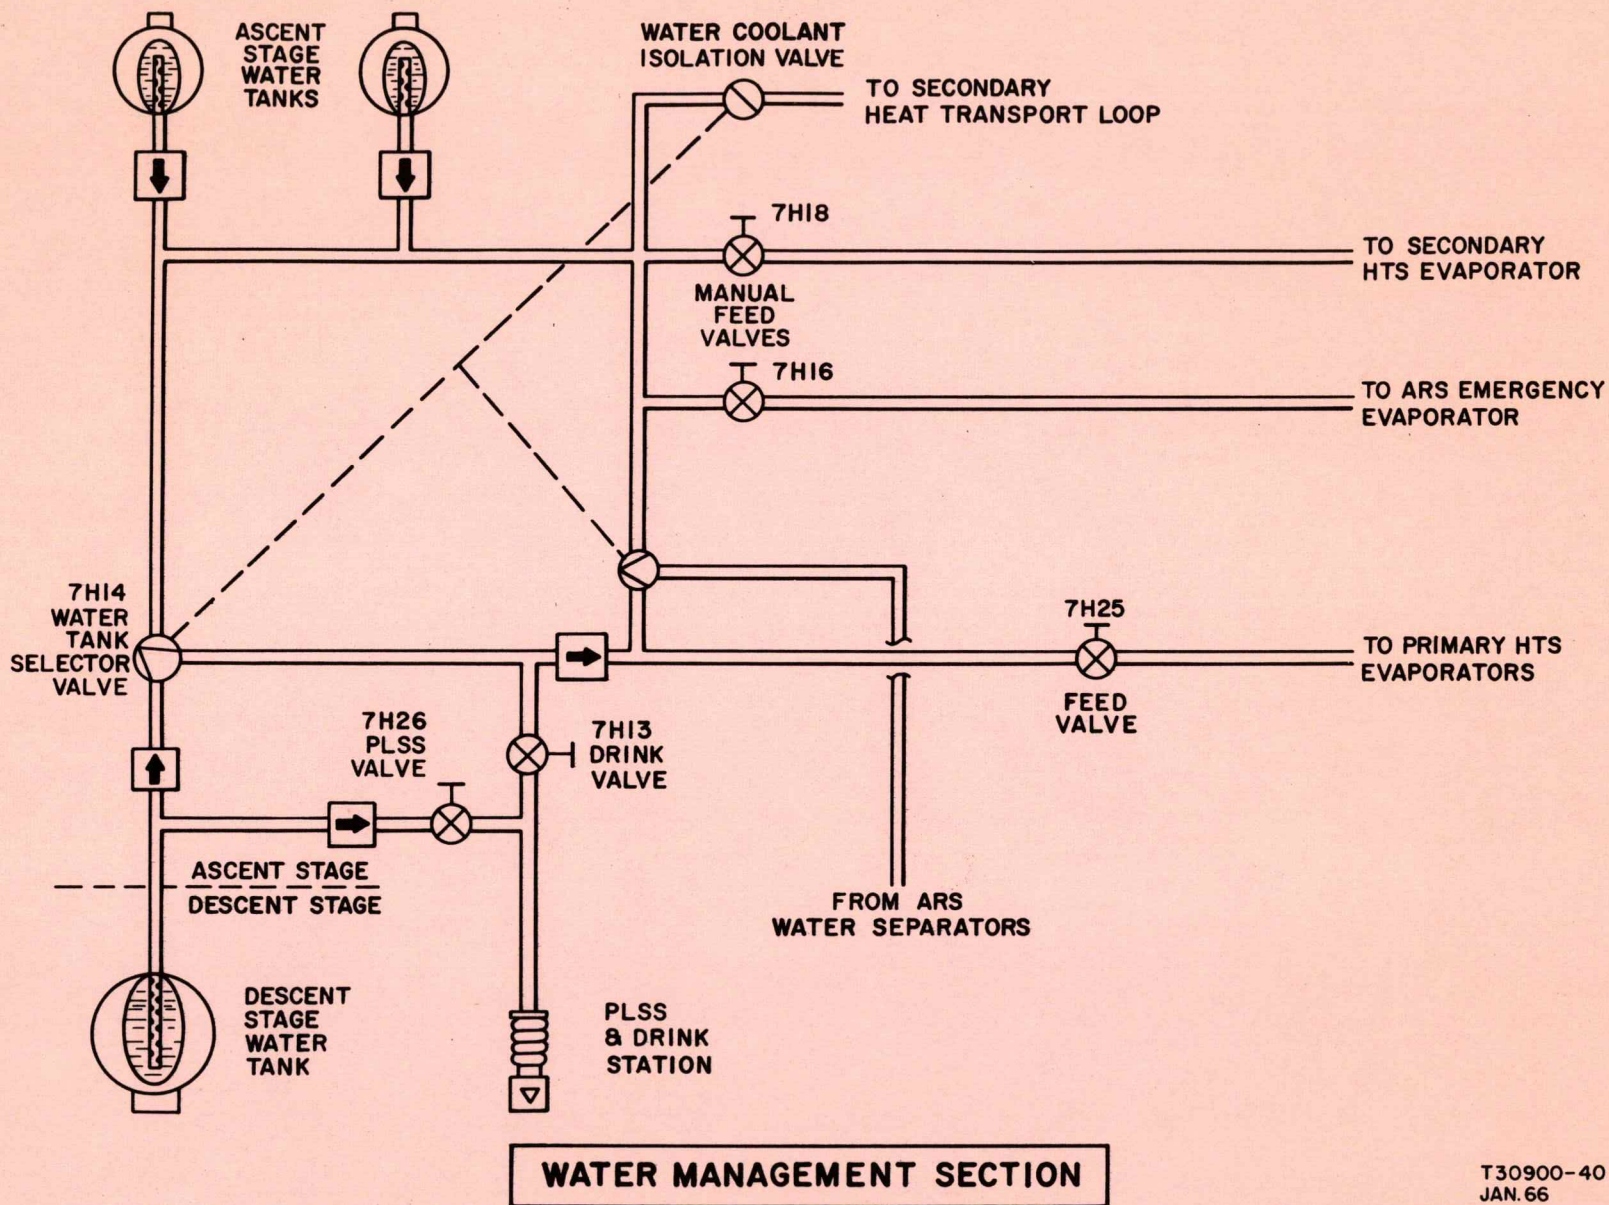 ASCENT
STAGE
WATER
TANKS
WATER COOLANT
ISOLATION VALVE
TO SECONDARY
HEAT TRANSPORT LOOP
7H18
TO SECONDARY
HTS EVAPORATOR
MANUAL
FEED
VALVES
7H16
TO ARS EMERGENCY
EVAPORATOR
7H14
WATER
TANK
SELECTOR
VALVE
7H25
TO PRIMARY HTS
EVAPORATORS
FEED
VALVE
7H26
PLSS
VALVE
7H13
DRINK
VALVE
ASCENT STAGE
DESCENT STAGE
FROM ARS
WATER SEPARATORS
DESCENT
STAGE
WATER
TANK
PLSS
& DRINK
STATION
WATER MANAGEMENT SECTION
T30900-40
JAN. 66